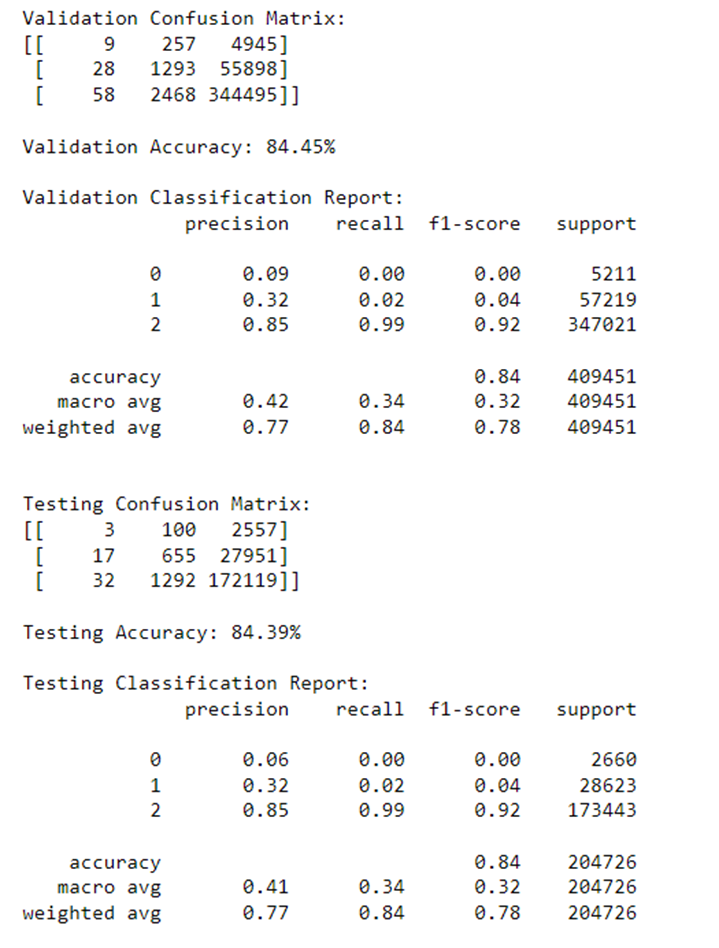 Validation Confusion Matrix:
[[     9    257   4945]
 [    28   1293  55898]
 [    58   2468 344495]]
Validation Accuracy: 84.45%
Validation Classification Report:
              precision    recall  f1-score   support
           0       0.09      0.00      0.00      5211
           1       0.32      0.02      0.04     57219
           2       0.85      0.99      0.92    347021
    accuracy                           0.84    409451
   macro avg       0.42      0.34      0.32    409451
weighted avg       0.77      0.84      0.78    409451
Testing Confusion Matrix:
[[     3    100   2557]
 [    17    655  27951]
 [    32   1292 172119]]
Testing Accuracy: 84.39%
Testing Classification Report:
              precision    recall  f1-score   support
           0       0.06      0.00      0.00      2660
           1       0.32      0.02      0.04     28623
           2       0.85      0.99      0.92    173443
    accuracy                           0.84    204726
   macro avg       0.41      0.34      0.32    204726
weighted avg       0.77      0.84      0.78    204726